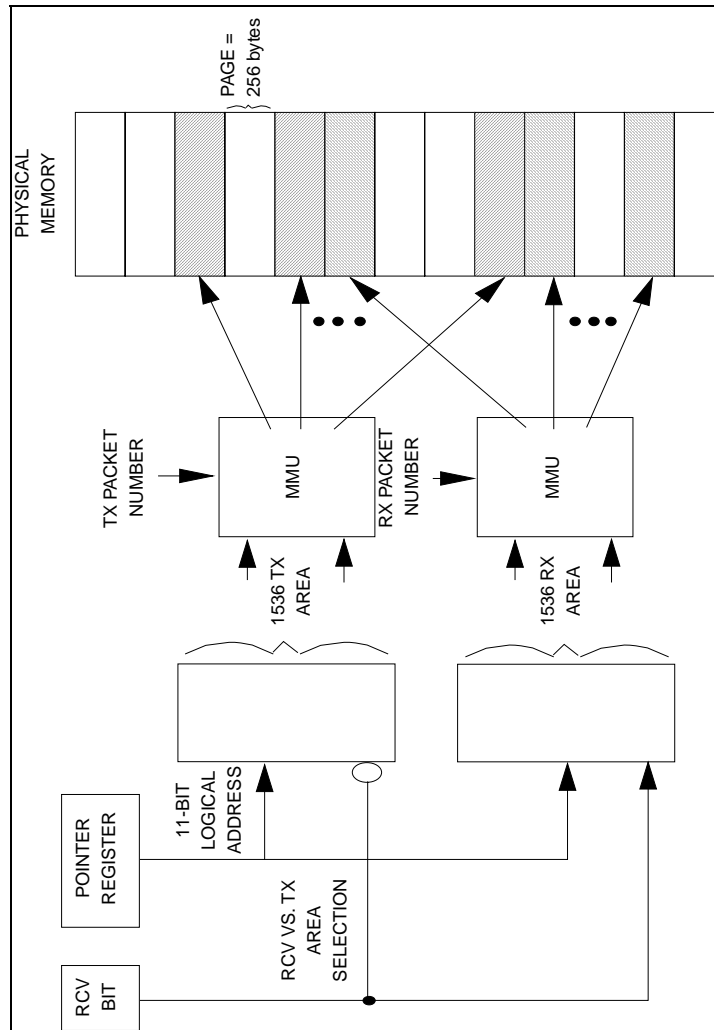 PHYSICAL
MEMORY
PAGE =
256 bytes
TX PACKET
NUMBER
MMU
RX PACKET
NUMBER
MMU
1536 TX
AREA
1536 RX
AREA
11-BIT
LOGICAL
ADDRESS
RCV VS. TX
AREA
SELECTION
POINTER
REGISTER
RCV
BIT